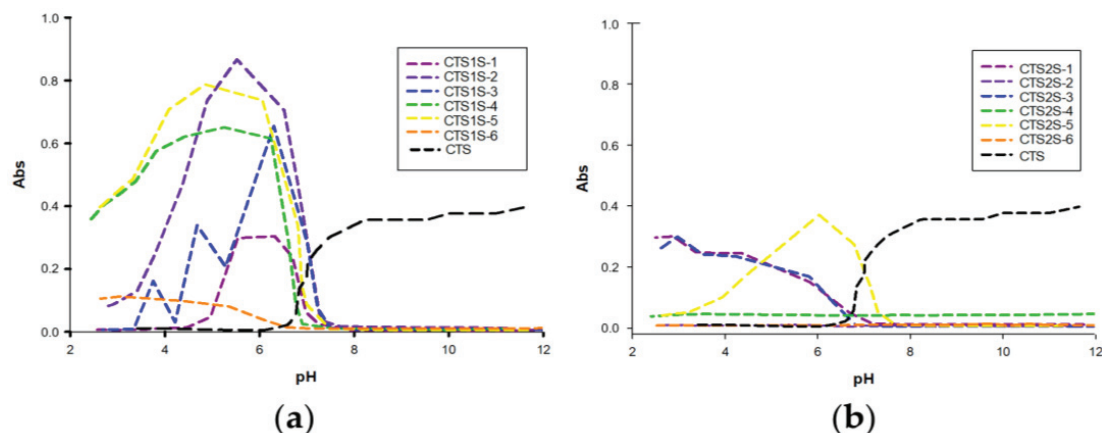 1.0
0.8
0.6
0.4
0.2
0.0
Abs
2 4 6 8 10 12
pH
CTS1S-1
CTS1S-2
CTS1S-3
CTS1S-4
CTS1S-5
CTS1S-6
CTS
(a)
1.0
0.8
0.6
0.4
0.2
0.0
Abs
2 4 6 8 10 12
pH
CTS2S-1
CTS2S-2
CTS2S-3
CTS2S-4
CTS2S-5
CTS2S-6
CTS
(b)